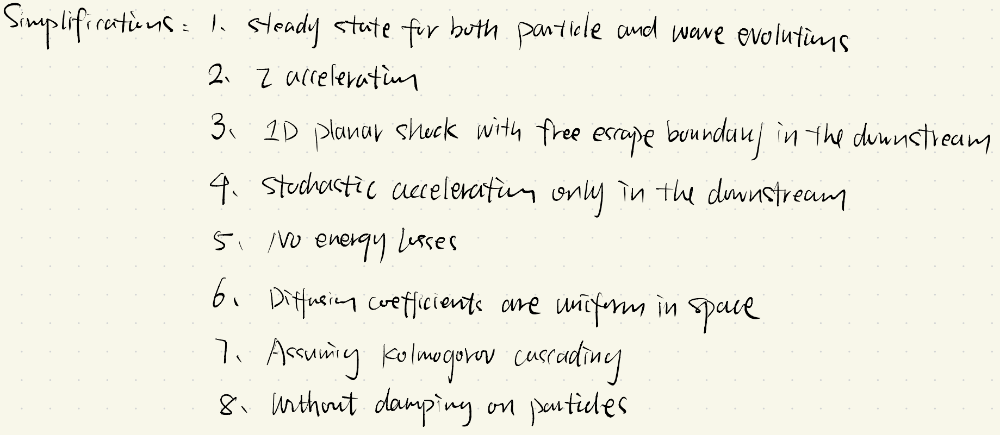 Simplifications: 1. steady state for both particle and wave evolutions
2. Z acceleration
3. 1D planar shock with free escape boundary in the downstream
4. Stochastic acceleration only in the downstream
5. No energy losses
6. Diffusion coefficients are uniform in space
7. Assuming Kolmogorov cascading
8. Without damping on particles